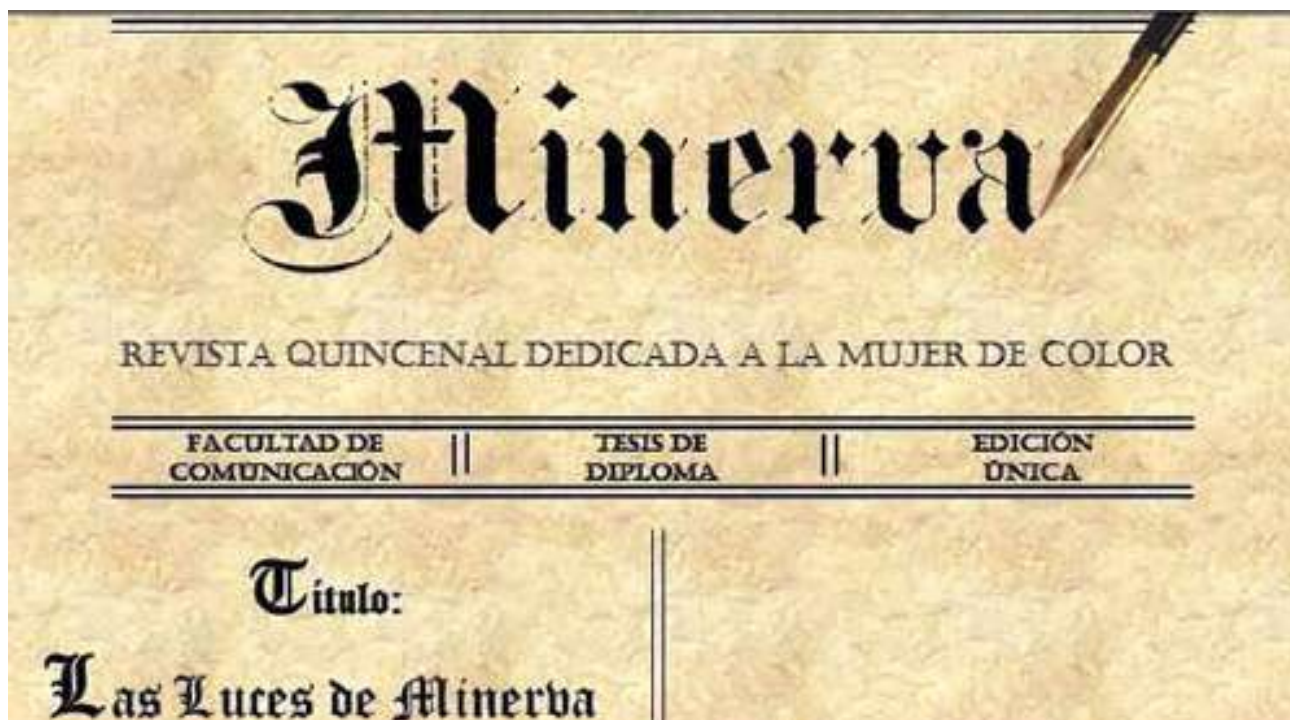 Minerva
REVISTA QUINCENAL DEDICADA A LA MUJER DE COLOR
FACULTAD DE
COMUNICACIÓN
TESIS DE
DIPLOMA
EDICIÓN
ÚNICA
Título:
Las Luces de Minerva